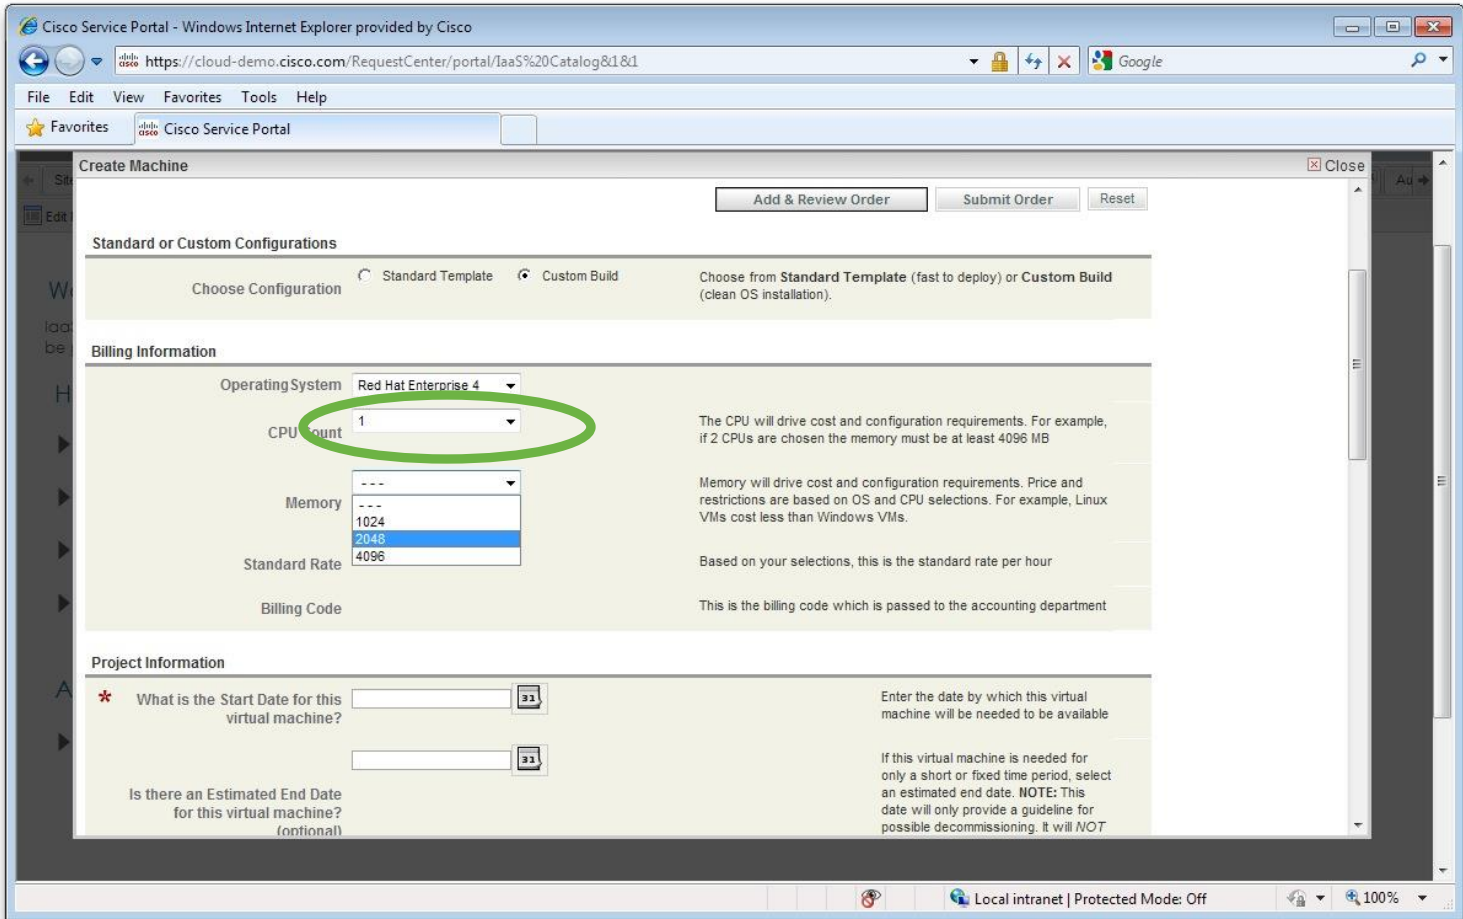 Cisco Service Portal - Windows Internet Explorer provided by Cisco
cisco https://cloud-demo.cisco.com/RequestCenter/portal/IaaS%20Catalog&1&1
Google
File Edit View Favorites Tools Help
Favorites
cisco Cisco Service Portal
Create Machine
Close
Au
Edit
Add & Review Order Submit Order Reset
Standard or Custom Configurations
Choose Configuration Standard Template Custom Build
Choose from Standard Template (fast to deploy) or Custom Build
(clean OS installation).
Billing Information
Operating System Red Hat Enterprise 4
CPU Count 1
The CPU will drive cost and configuration requirements. For example,
if 2 CPUs are chosen the memory must be at least 4096 MB
Memory ---
---
1024
2048
4096
Memory will drive cost and configuration requirements. Price and
restrictions are based on OS and CPU selections. For example, Linux
VMs cost less than Windows VMs.
Standard Rate
Based on your selections, this is the standard rate per hour
Billing Code
This is the billing code which is passed to the accounting department
Project Information
* What is the Start Date for this
virtual machine?
31
Enter the date by which this virtual
machine will be needed to be available
31
Is there an Estimated End Date
for this virtual machine?
(optional)
If this virtual machine is needed for
only a short or fixed time period, select
an estimated end date. NOTE: This
date will only provide a guideline for
possible decommissioning. It will NOT
Local intranet | Protected Mode: Off
100%